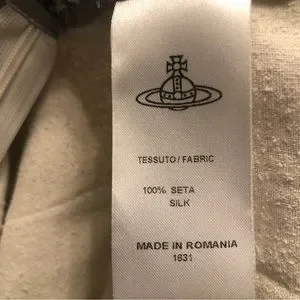 TESSUTO/FABRIC
100% SETA
SILK
MADE IN ROMANIA
1631